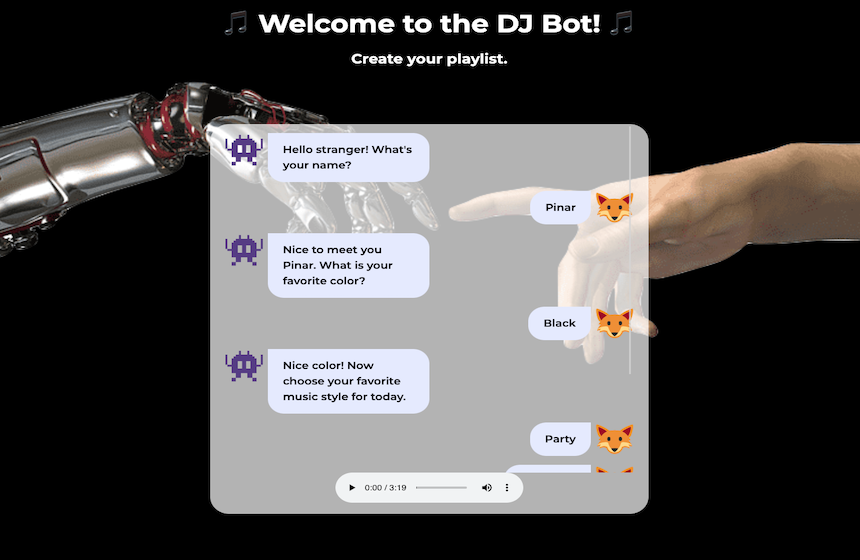 Welcome to the DJ Bot!
Create your playlist.
Hello stranger! What's
your name?
Pinar
Nice to meet you
Pinar. What is your
favorite color?
Black
Nice color! Now
choose your favorite
music style for today.
Party
0:00 / 3:19